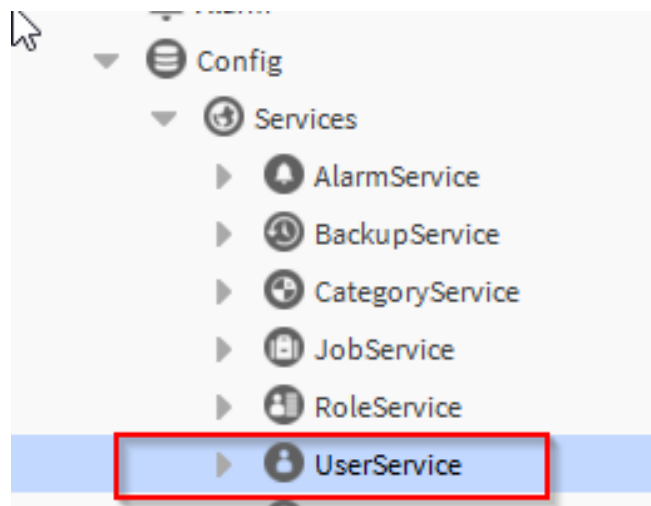 Config
Services
AlarmService
BackupService
CategoryService
JobService
RoleService
UserService